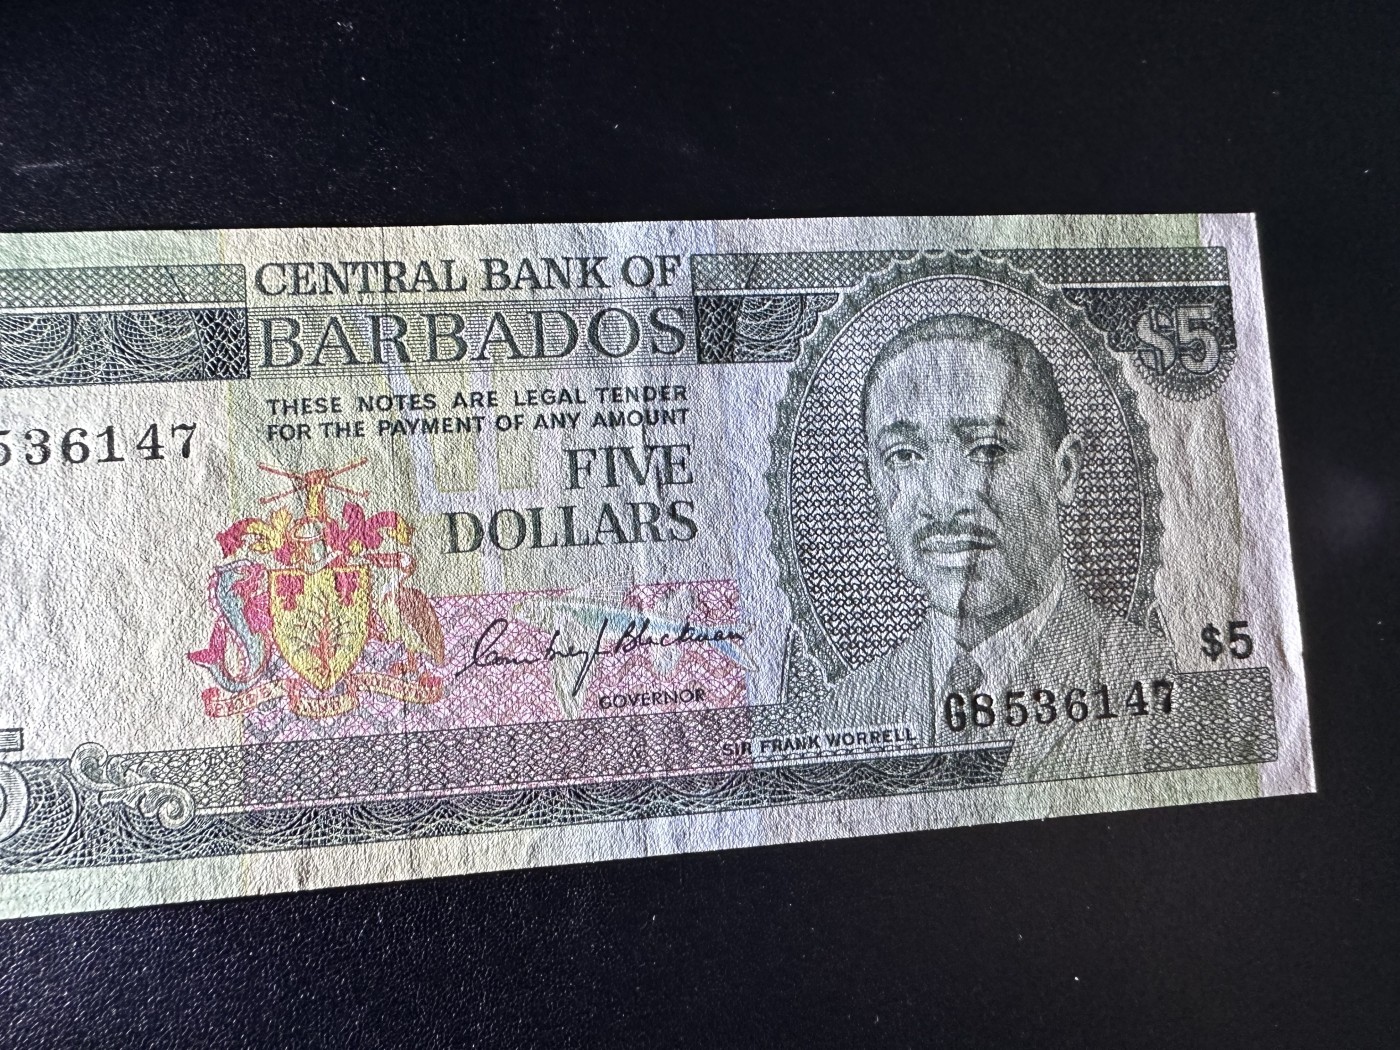 CENTRAL BANK OF
BARBADOS
$5
THESE NOTES ARE LEGAL TENDER
FOR THE PAYMENT OF ANY AMOUNT
536147
FIVE
DOLLARS
$5
GOVERNOR
G8536147
SIR FRANK WORRELL
5